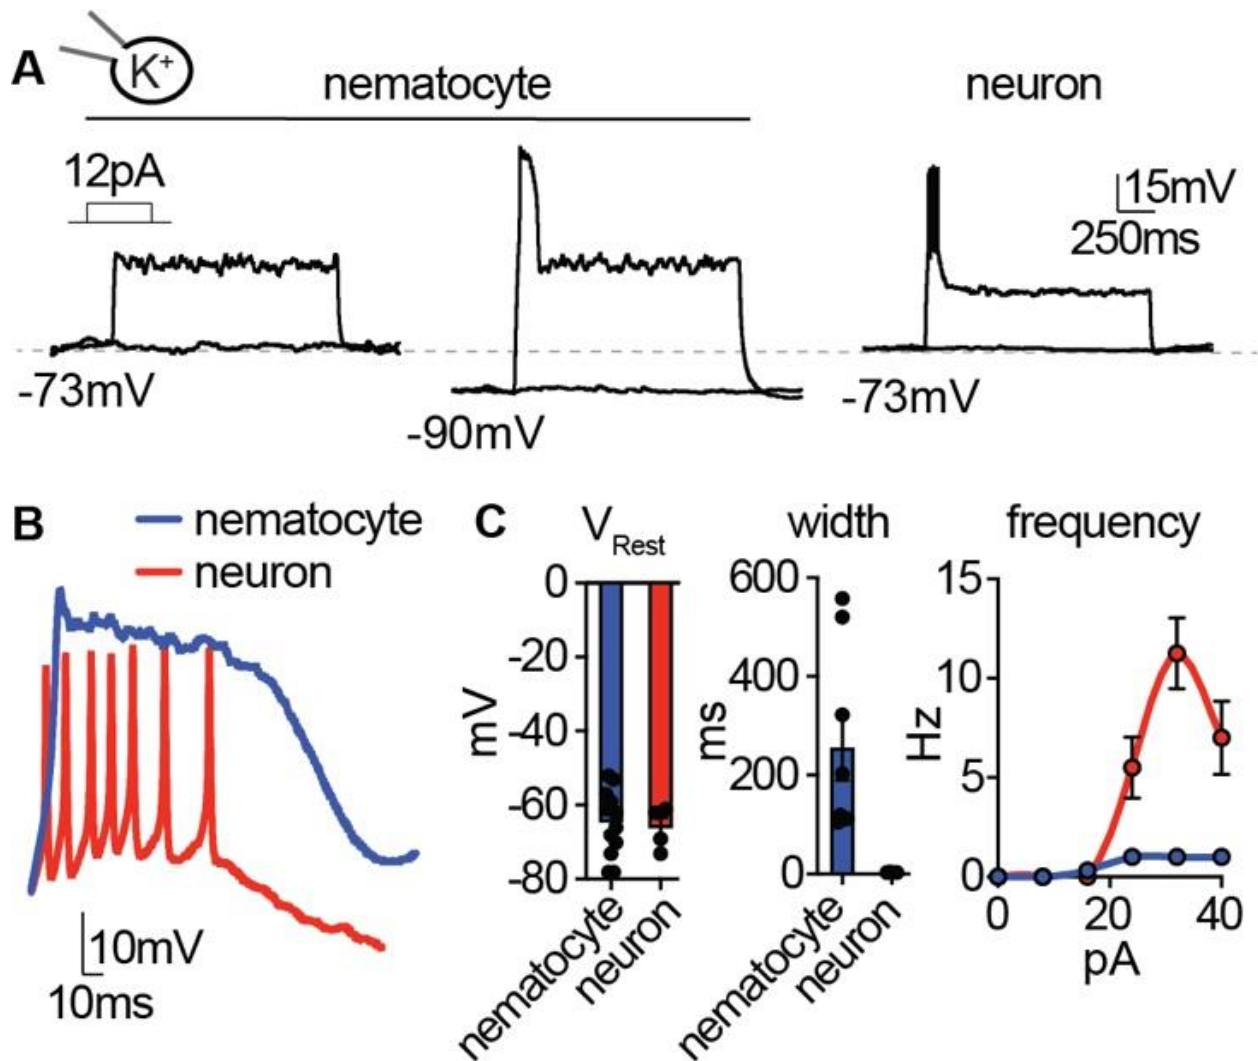 A
K+
nematocyte
neuron
12pA
15mV
250ms
-73mV
-90mV
-73mV
B
nematocyte
neuron
10mV
10ms
C
VRest
width
frequency
0
-20
-40
-60
-80
mV
nematocyte
neuron
600
400
200
0
ms
nematocyte
neuron
15
10
5
0
Hz
0
20
40
pA